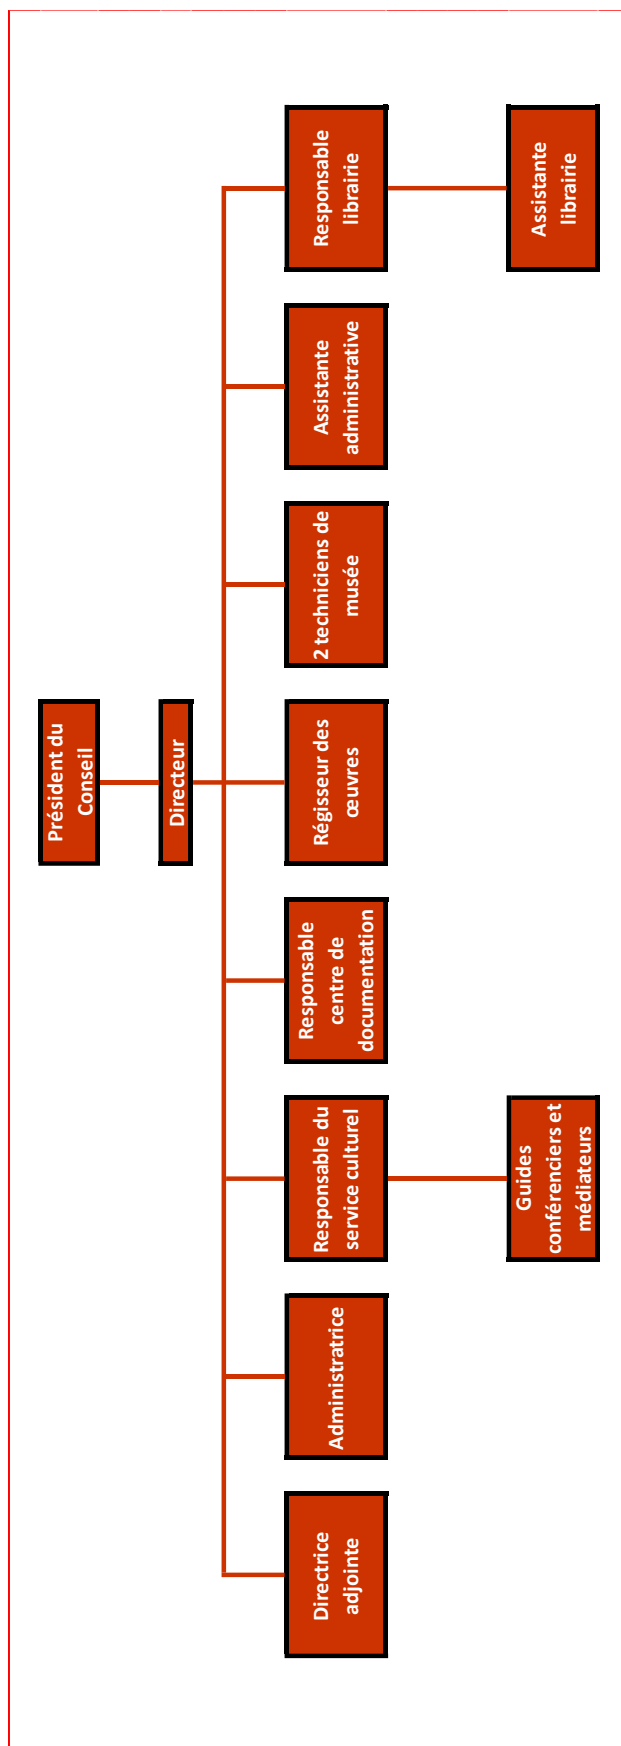 Président du
Conseil
Directeur
Directrice
adjointe
Administratrice
Responsable du
service culturel
Responsable
centre de
documentation
Régisseur des
œuvres
2 techniciens de
musée
Assistante
administrative
Responsable
librairie
Guides
conférenciers et
médiateurs
Assistante
librairie